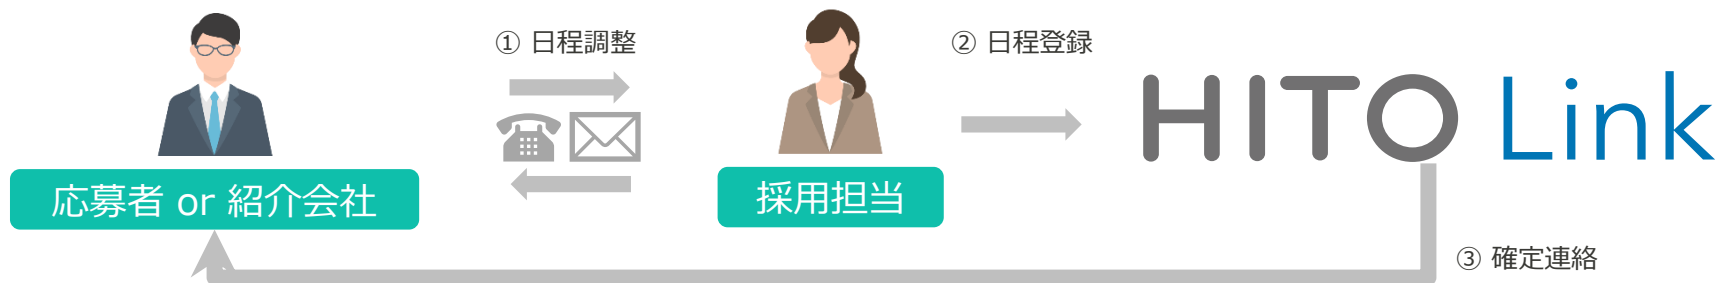 ① 日程調整
② 日程登録
HITO Link
応募者 or 紹介会社
採用担当
③ 確定連絡